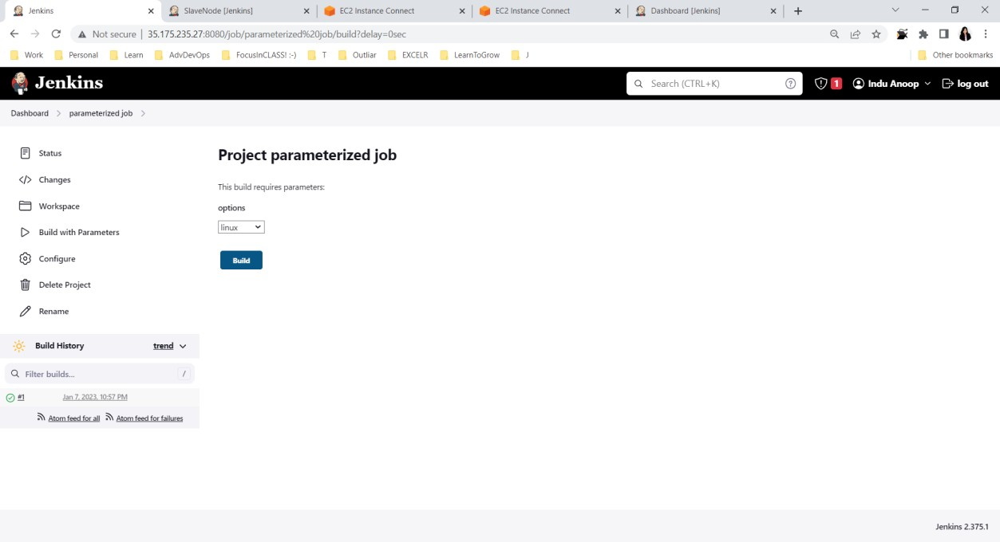 Jenkins
SlaveNode [Jenkins]
EC2 Instance Connect
EC2 Instance Connect
Dashboard [Jenkins]
Not secure | 35.175.235.27:8080/job/parameterized%20job/build?delay=0sec
Work
Personal
Learn
AdvDevOps
FocusInCLASS! :-)
T
Outliar
EXCELR
LearnToGrow
J
Other bookmarks
Jenkins
Search (CTRL+K)
1
Indu Anoop
log out
Dashboard
parameterized job
Status
Changes
Workspace
Build with Parameters
Configure
Delete Project
Rename
Project parameterized job
This build requires parameters:
options
linux
Build
Build History
trend
Filter builds...
/
#1
Jan 7, 2023, 10:57 PM
Atom feed for all
Atom feed for failures
Jenkins 2.375.1